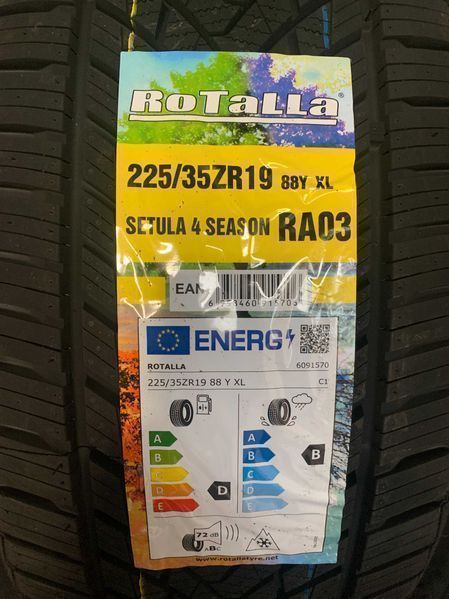 RoTalla®
225/35ZR19 88Y XL
SETULA 4 SEASON RA03
EAN
ENERG
ROTALLA 6091570
225/35ZR19 88 Y XL C1
A
B
C
D
E
D
A
B
C
D
E
B
72 dB
ABC
www.rotallatyre.net